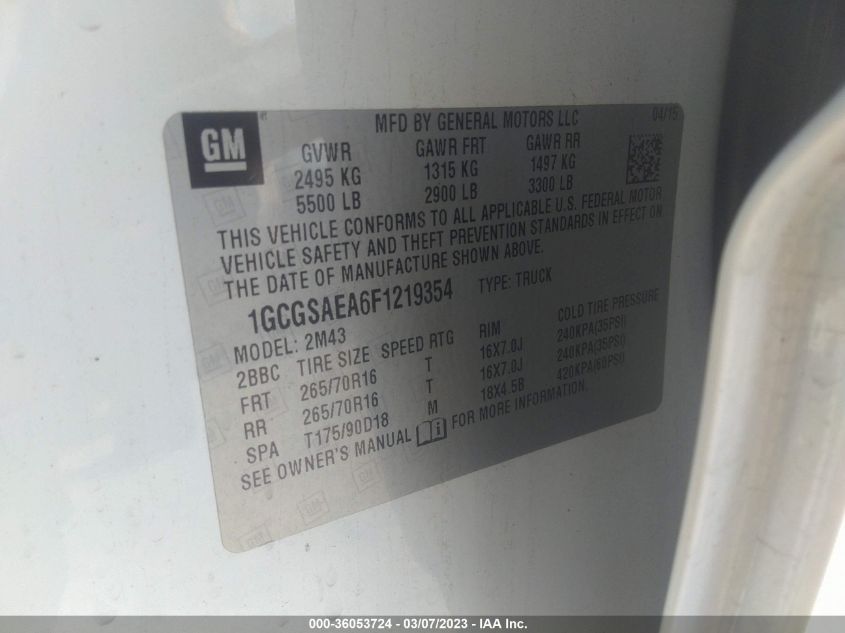 GM
MFD BY GENERAL MOTORS LLC 04/15
GVWR GAWR FRT GAWR RR
2495 KG 1315 KG 1497 KG
5500 LB 2900 LB 3300 LB
THIS VEHICLE CONFORMS TO ALL APPLICABLE U.S. FEDERAL MOTOR
VEHICLE SAFETY AND THEFT PREVENTION STANDARDS IN EFFECT ON
THE DATE OF MANUFACTURE SHOWN ABOVE.
1GCGSAEA6F1219354 TYPE: TRUCK
MODEL: 2M43
2BBC TIRE SIZE SPEED RTG RIM COLD TIRE PRESSURE
FRT 265/70R16 T 16X7.0J 240KPA(35PSI)
RR 265/70R16 T 16X7.0J 240KPA(35PSI)
SPA T175/90D18 M 18X4.5B 420KPA(60PSI)
SEE OWNER'S MANUAL FOR MORE INFORMATION.
000-36053724 — 03/07/2023 — IAA Inc.